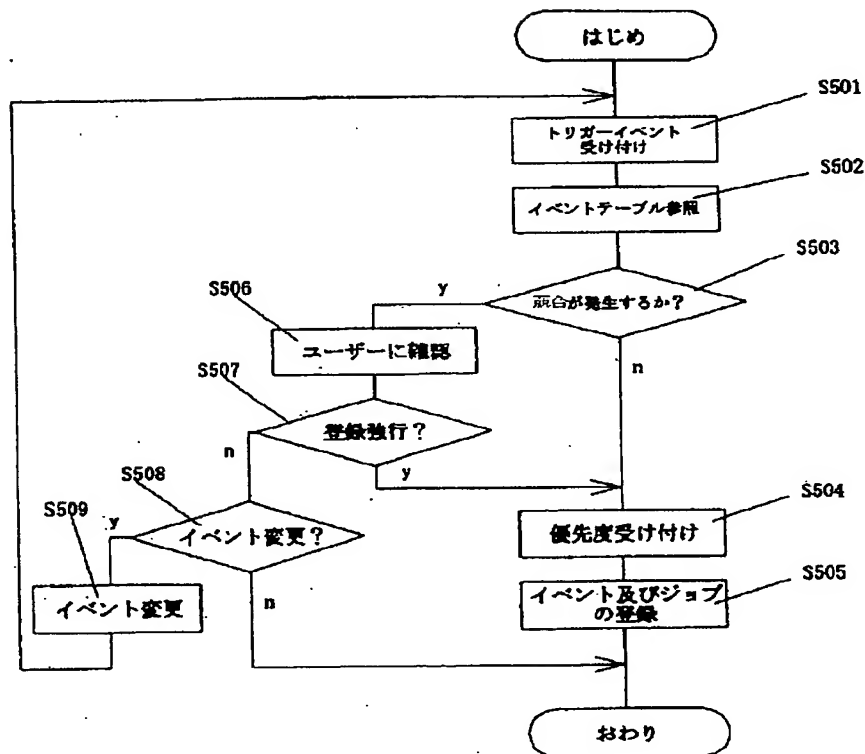 はじめ
S501
トリガーイベント
受け付け
S502
イベントテーブル参照
S503
競合が発生するか?
y
n
S506
ユーザーに確認
S507
登録強行?
n
y
S508
イベント変更?
y
n
S509
イベント変更
S504
優先度受け付け
S505
イベント及びジョブ
の登録
おわり